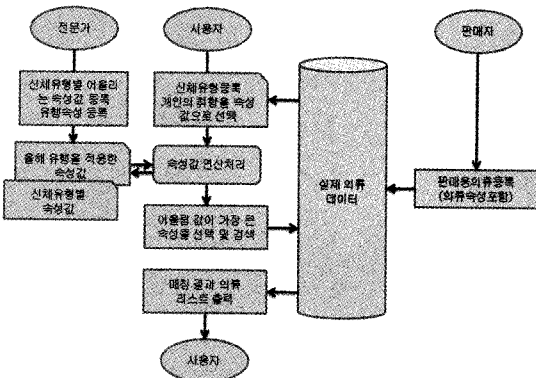 전문가
사용자
판매자
신체유형별 어울리
는 속성값 등록
유행속성 등록
신체유형등록
개인의 취향을 속성
값으로 선택
올해 유행을 적용한
속성값
신체유형별
속성값
속성값 연산처리
실제 의류
데이터
판매용의류등록
(의류속성포함)
어울림 값이 가장 큰
속성을 선택 및 검색
매칭 결과 의류
리스트 출력
사용자